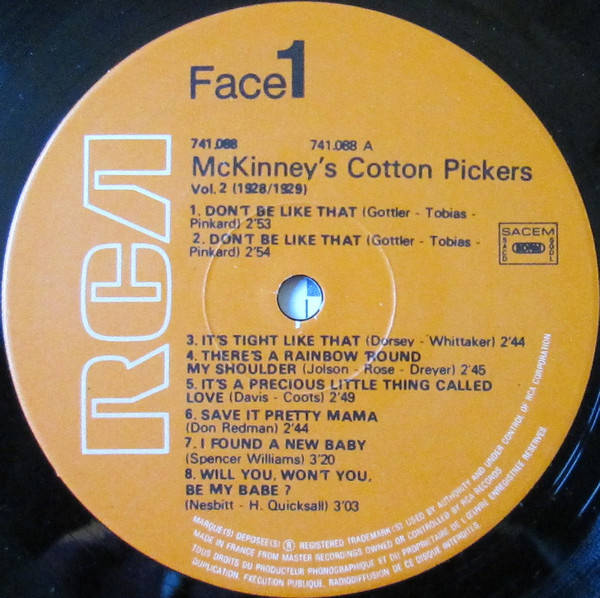 Face 1
741.088 741.088 A
McKinney's Cotton Pickers
Vol. 2 (1928/1929)
1. DON'T BE LIKE THAT (Gottler - Tobias -
Pinkard) 2'53
2. DON'T BE LIKE THAT (Gottler - Tobias -
Pinkard) 2'54
SACEM
SACD
SGDL
RCA
3. IT'S TIGHT LIKE THAT (Dorsey - Whittaker) 2'44
4. THERE'S A RAINBOW 'ROUND
MY SHOULDER (Jolson - Rose - Dreyer) 2'45
5. IT'S A PRECIOUS LITTLE THING CALLED
LOVE (Davis - Coots) 2'49
6. SAVE IT PRETTY MAMA
(Don Redman) 2'44
7. I FOUND A NEW BABY
(Spencer Williams) 3'20
8. WILL YOU, WON'T YOU,
BE MY BABE ?
(Nesbitt - H. Quicksall) 3'03
MARQUE(S) DEPOSEE(S) ® REGISTERED TRADEMARK(S) USED BY AUTHORITY AND UNDER CONTROL OF RCA CORPORATION
MADE IN FRANCE FROM MASTER RECORDINGS OWNED OR CONTROLLED BY RCA RECORDS
TOUS DROITS DU PRODUCTEUR PHONOGRAPHIQUE ET DU PROPRIETAIRE DE L'ŒUVRE ENREGISTREE RESERVES.
DUPLICATION, EXECUTION PUBLIQUE, RADIODIFFUSION DE CE DISQUE INTERDITES.